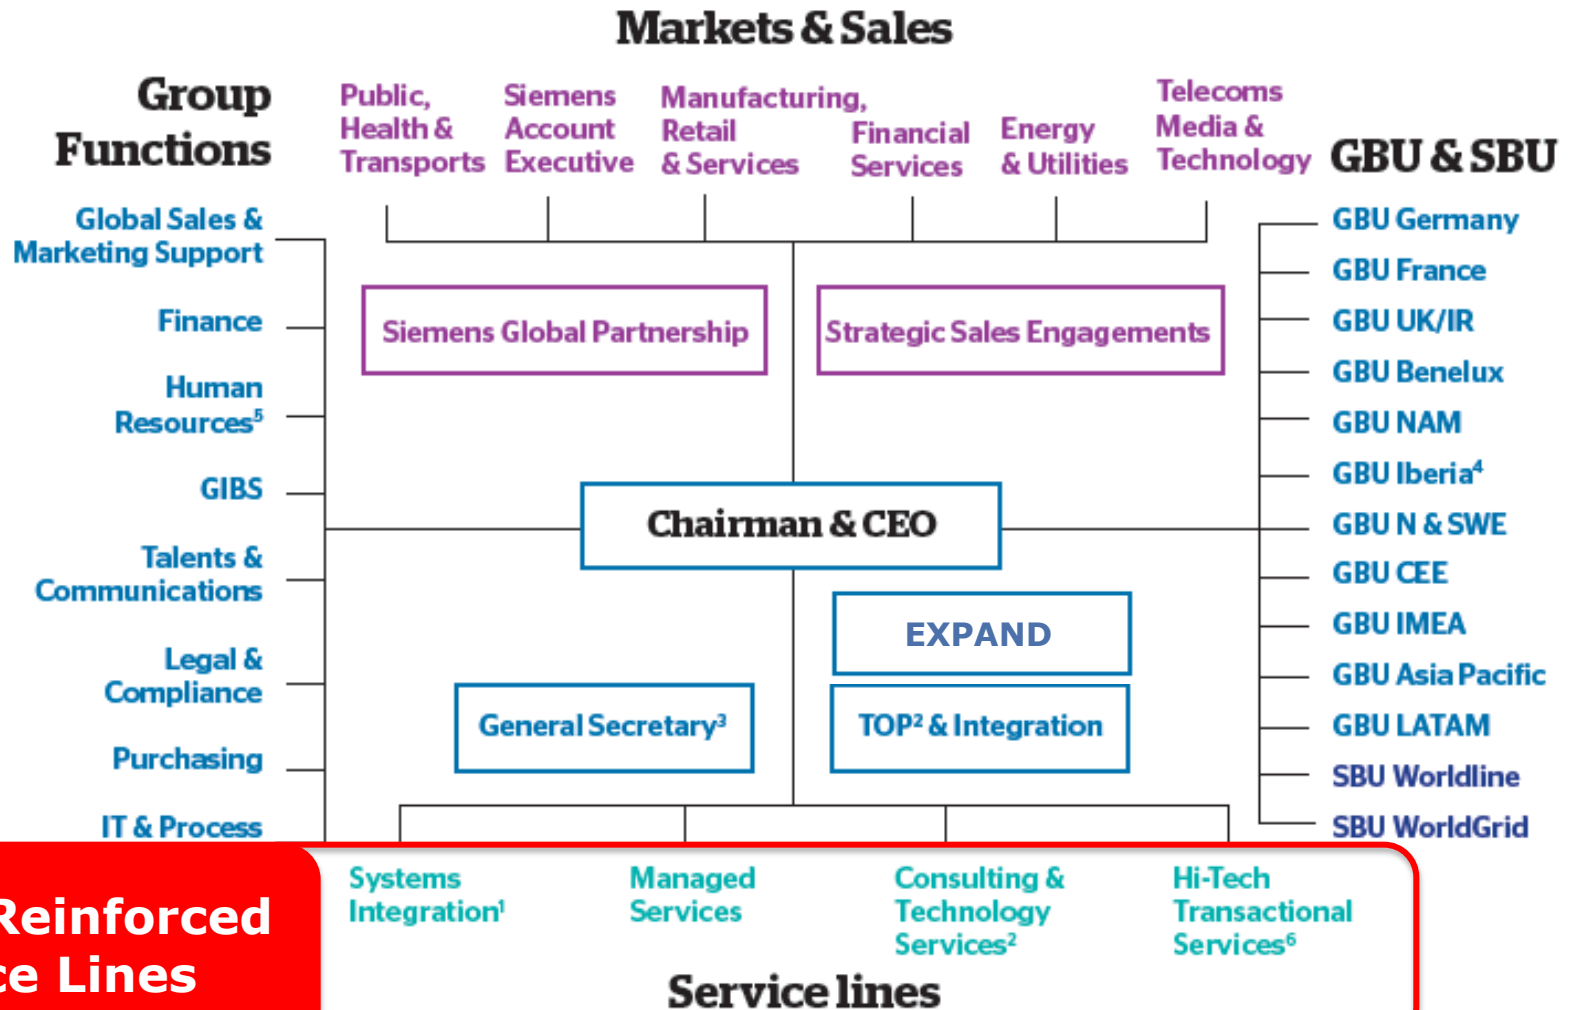 Markets & Sales
Group
Functions
Public,
Health &
Transports
Siemens
Account
Executive
Manufacturing,
Retail
& Services
Financial
Services
Energy
& Utilities
Telecoms
Media &
Technology
GBU & SBU
Global Sales &
Marketing Support
Finance
Human
Resources⁵
GIBS
Talents &
Communications
Legal &
Compliance
Purchasing
IT & Process
Siemens Global Partnership
Strategic Sales Engagements
Chairman & CEO
EXPAND
General Secretary³
TOP² & Integration
GBU Germany
GBU France
GBU UK/IR
GBU Benelux
GBU NAM
GBU Iberia⁴
GBU N & SWE
GBU CEE
GBU IMEA
GBU Asia Pacific
GBU LATAM
SBU Worldline
SBU WorldGrid
Reinforced
ce Lines
Systems
Integration¹
Managed
Services
Consulting &
Technology
Services²
Hi-Tech
Transactional
Services⁶
Service lines